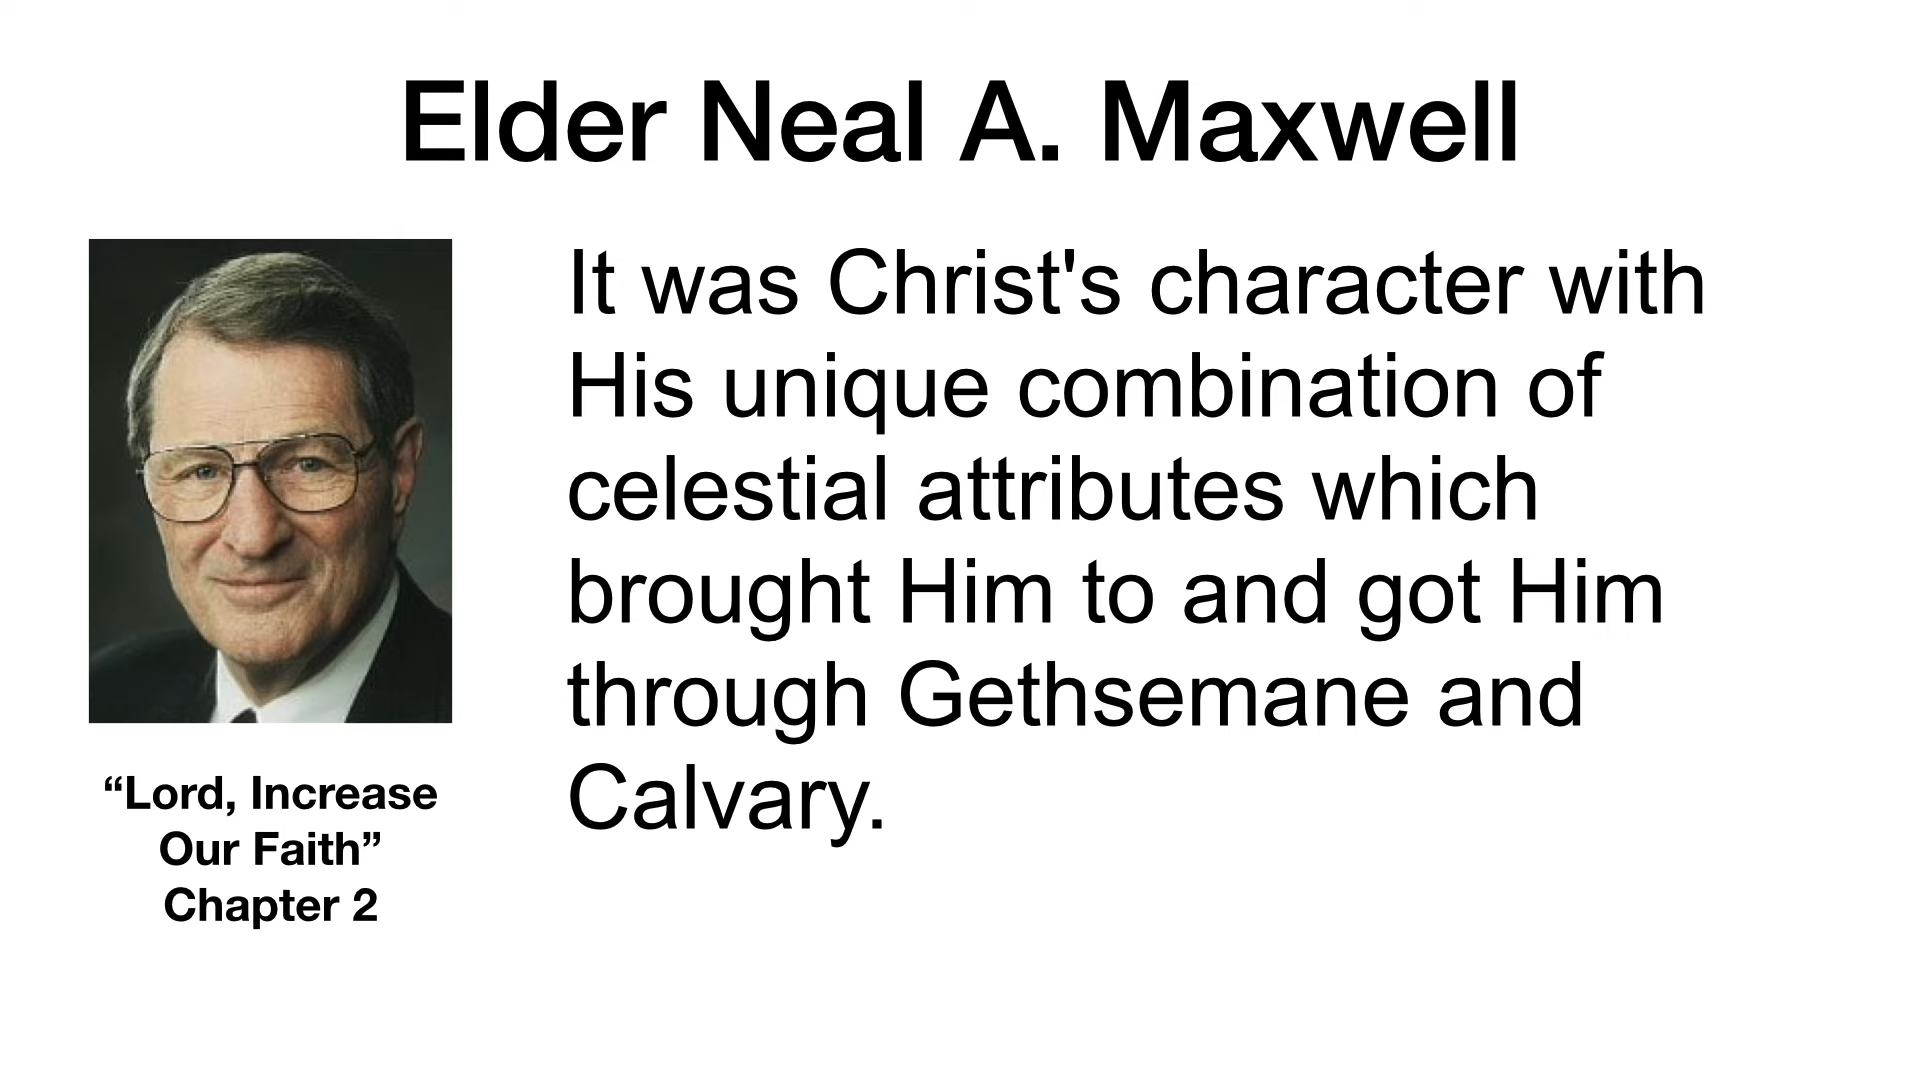 Elder Neal A. Maxwell
It was Christ's character with
His unique combination of
celestial attributes which
brought Him to and got Him
through Gethsemane and
Calvary.
“Lord, Increase
Our Faith”
Chapter 2